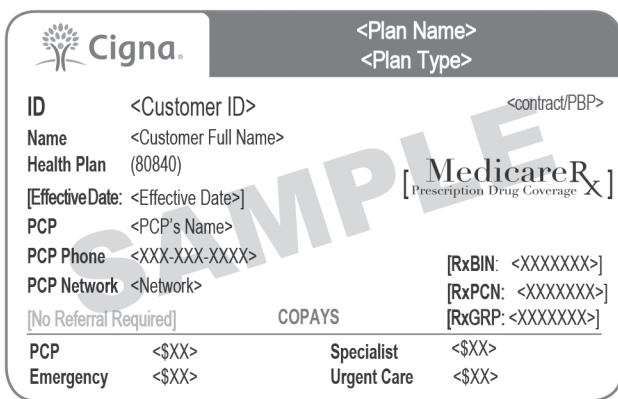 Cigna.
<Plan Name>
<Plan Type>
ID <Customer ID>
<contract/PBP>
Name <Customer Full Name>
Health Plan (80840)
[Effective Date: <Effective Date>]
[MedicareRx
Prescription Drug Coverage]
PCP <PCP's Name>
PCP Phone <XXX-XXX-XXXX>
PCP Network <Network>
[RxBIN: <XXXXXXX>]
[RxPCN: <XXXXXXX>]
[RxGRP: <XXXXXXX>]
SAMPLE
[No Referral Required] COPAYS
PCP <$XX> Specialist <$XX>
Emergency <$XX> Urgent Care <$XX>